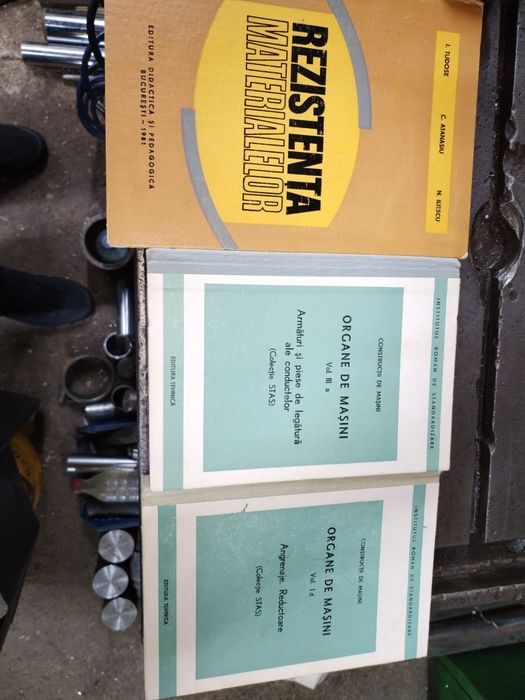 I. TUDOSE
C. ATANASIU
N. ILIESCU
REZISTENȚA
MATERIALELOR
EDITURA DIDACTICĂ ȘI PEDAGOGICĂ
BUCUREȘTI – 1981
INSTITUTUL ROMÂN DE STANDARDIZARE
CONSTRUCȚII DE MAȘINI
ORGANE DE MAȘINI
Vol. III a
Armături și piese de legătură
ale conductelor
(Colecție STAS)
EDITURA TEHNICĂ
INSTITUTUL ROMÂN DE STANDARDIZARE
CONSTRUCȚII DE MAȘINI
ORGANE DE MAȘINI
Vol. I d
Angrenaje. Reductoare
(Colecție STAS)
EDITURA TEHNICĂ